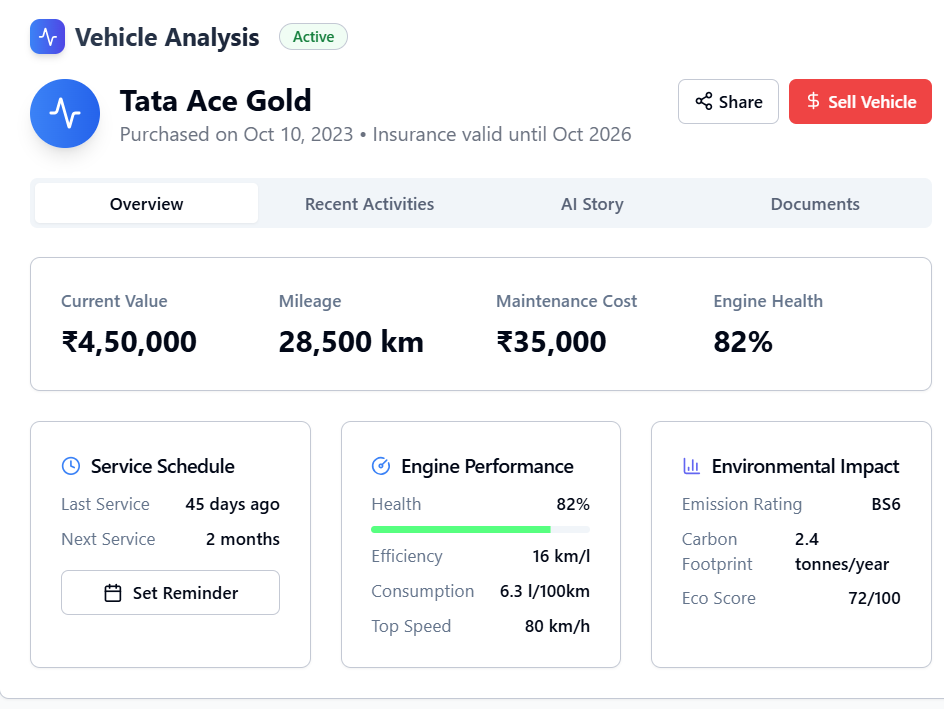 Vehicle Analysis Active
Tata Ace Gold
Purchased on Oct 10, 2023 • Insurance valid until Oct 2026
Share
$ Sell Vehicle
Overview Recent Activities AI Story Documents
Current Value Mileage Maintenance Cost Engine Health
₹4,50,000 28,500 km ₹35,000 82%
Service Schedule
Last Service 45 days ago
Next Service 2 months
Set Reminder
Engine Performance
Health 82%
Efficiency 16 km/l
Consumption 6.3 l/100km
Top Speed 80 km/h
Environmental Impact
Emission Rating BS6
Carbon 2.4
Footprint tonnes/year
Eco Score 72/100